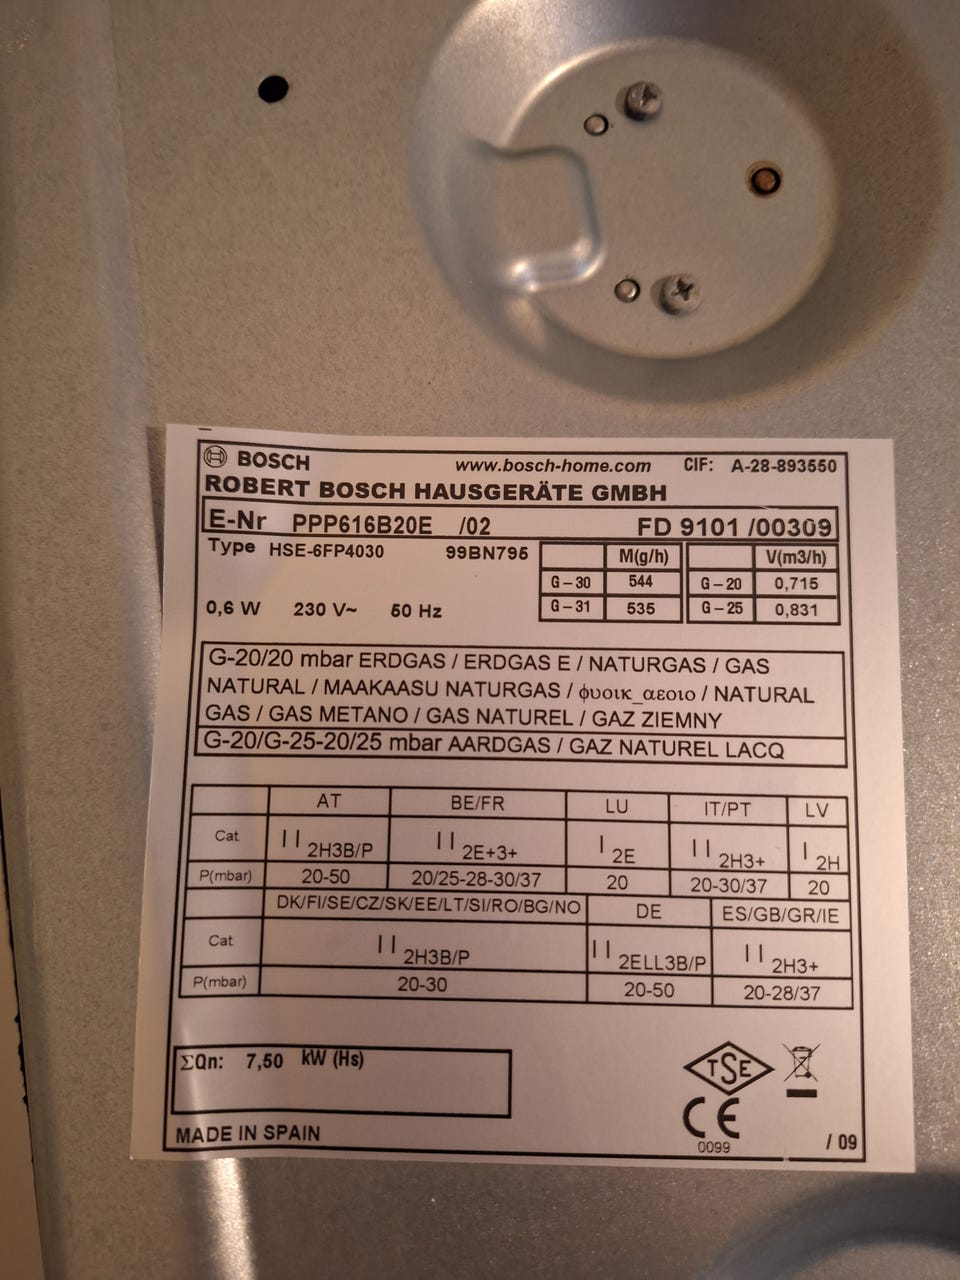 BOSCH www.bosch-home.com CIF: A-28-893550
ROBERT BOSCH HAUSGERÄTE GMBH
E-Nr PPP616B20E /02 FD 9101 /00309
Type HSE-6FP4030 99BN795
M(g/h) V(m3/h)
G-30 544 G-20 0,715
G-31 535 G-25 0,831
0,6 W 230 V~ 50 Hz
G-20/20 mbar ERDGAS / ERDGAS E / NATURGAS / GAS
NATURAL / MAAKAASU NATURGAS / φυοικ_αεοιο / NATURAL
GAS / GAS METANO / GAS NATUREL / GAZ ZIEMNY
G-20/G-25-20/25 mbar AARDGAS / GAZ NATUREL LACQ
AT BE/FR LU IT/PT LV
Cat. II 2H3B/P II 2E+3+ I 2E II 2H3+ I 2H
P(mbar) 20-50 20/25-28-30/37 20 20-30/37 20
DK/FI/SE/CZ/SK/EE/LT/SI/RO/BG/NO DE ES/GB/GR/IE
Cat. II 2H3B/P II 2ELL3B/P II 2H3+
P(mbar) 20-30 20-50 20-28/37
ΣQn: 7,50 kW (Hs)
TSE
CE
0099
MADE IN SPAIN / 09